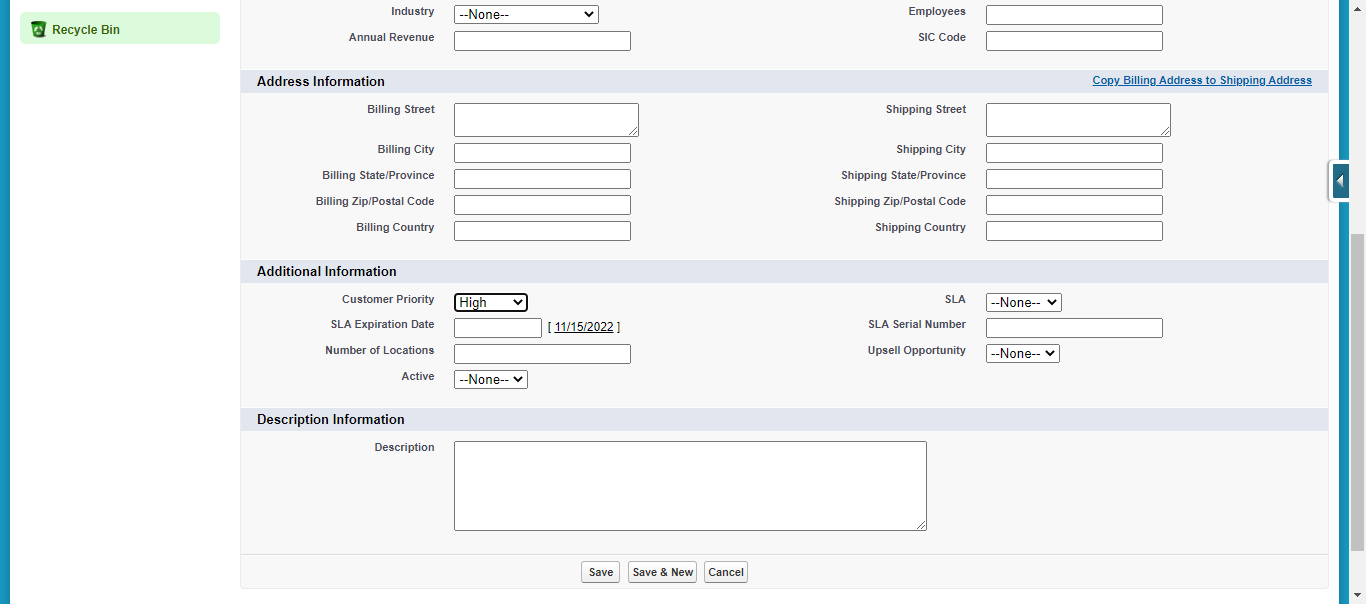 Recycle Bin
Industry --None-- Employees
Annual Revenue SIC Code
Address Information Copy Billing Address to Shipping Address
Billing Street Shipping Street
Billing City Shipping City
Billing State/Province Shipping State/Province
Billing Zip/Postal Code Shipping Zip/Postal Code
Billing Country Shipping Country
Additional Information
Customer Priority High SLA --None--
SLA Expiration Date [ 11/15/2022 ] SLA Serial Number
Number of Locations Upsell Opportunity --None--
Active --None--
Description Information
Description
Save Save & New Cancel